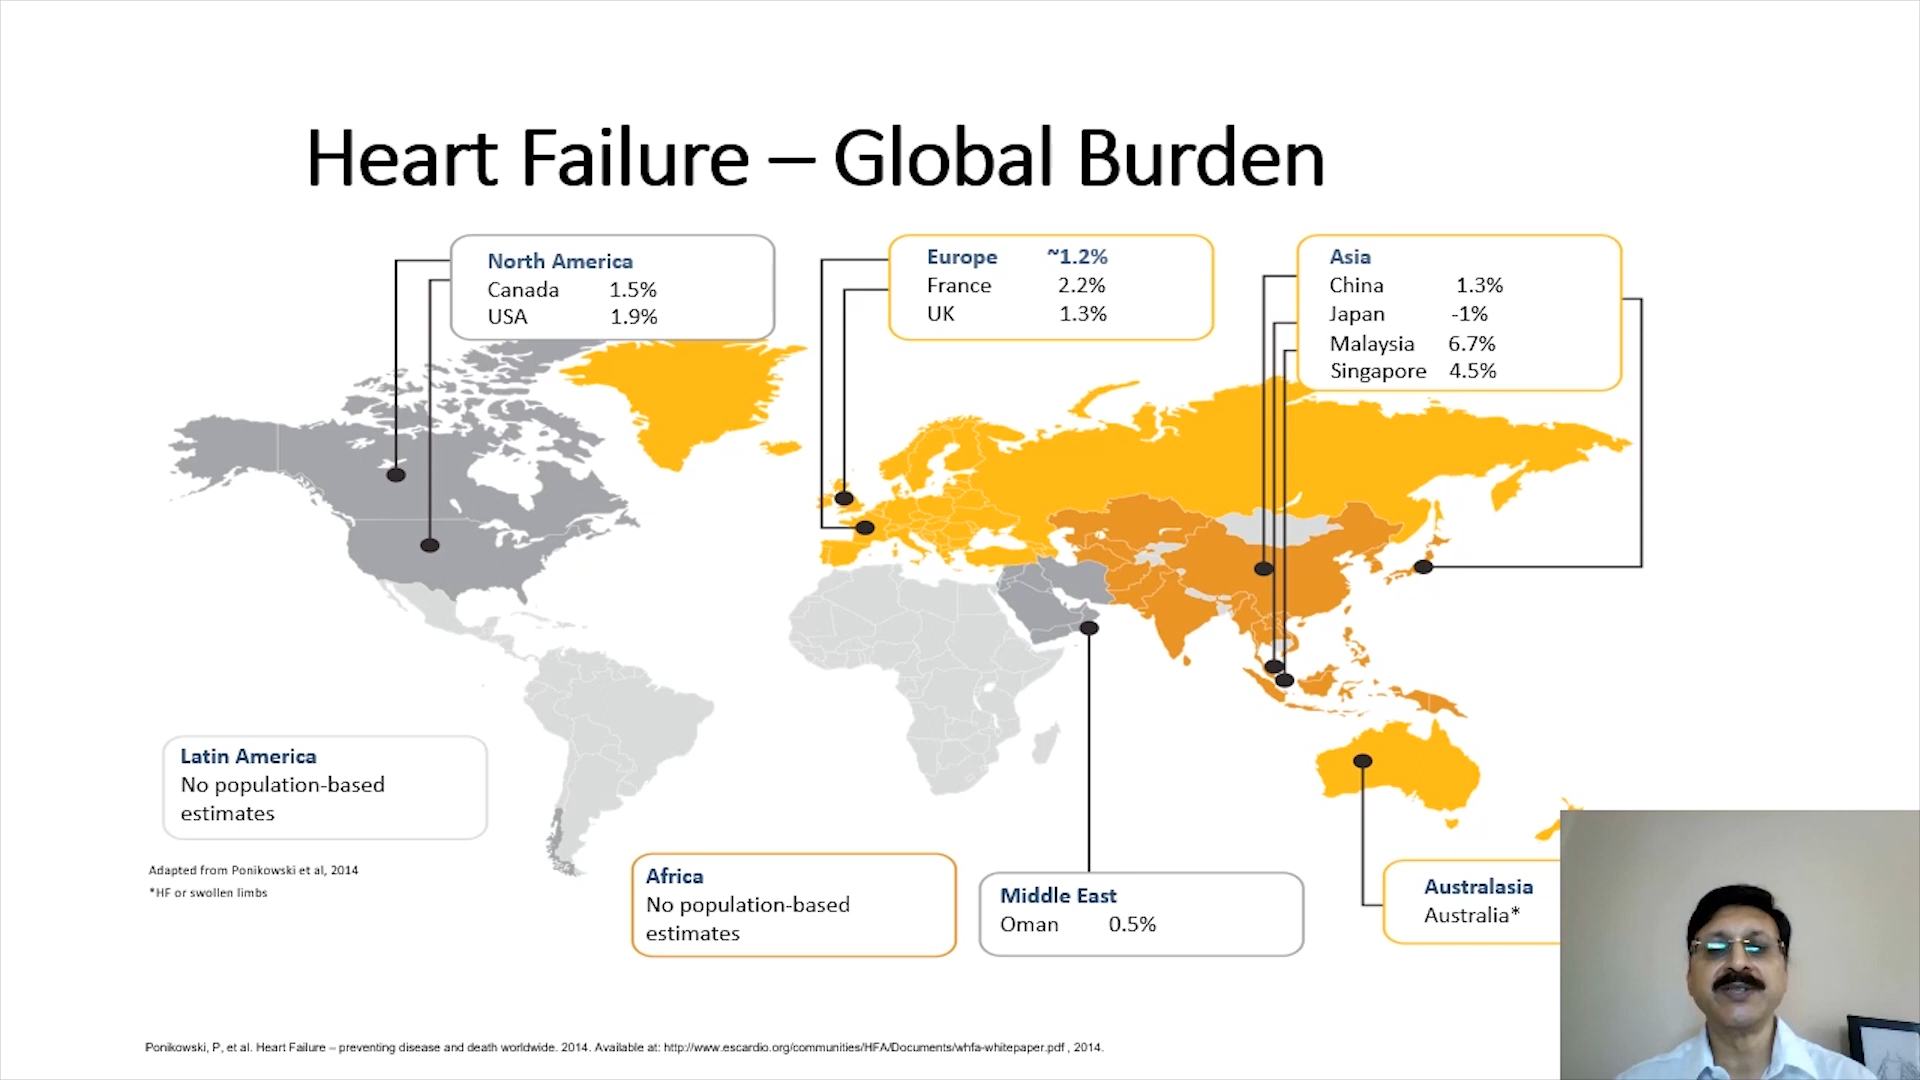 Heart Failure – Global Burden
North America
Canada 1.5%
USA 1.9%
Europe ~1.2%
France 2.2%
UK 1.3%
Asia
China 1.3%
Japan -1%
Malaysia 6.7%
Singapore 4.5%
Latin America
No population-based
estimates
Adapted from Ponikowski et al, 2014
*HF or swollen limbs
Africa
No population-based
estimates
Middle East
Oman 0.5%
Australasia
Australia*
Ponikowski, P, et al. Heart Failure – preventing disease and death worldwide. 2014. Available at: http://www.escardio.org/communities/HFA/Documents/whfa-whitepaper.pdf , 2014.